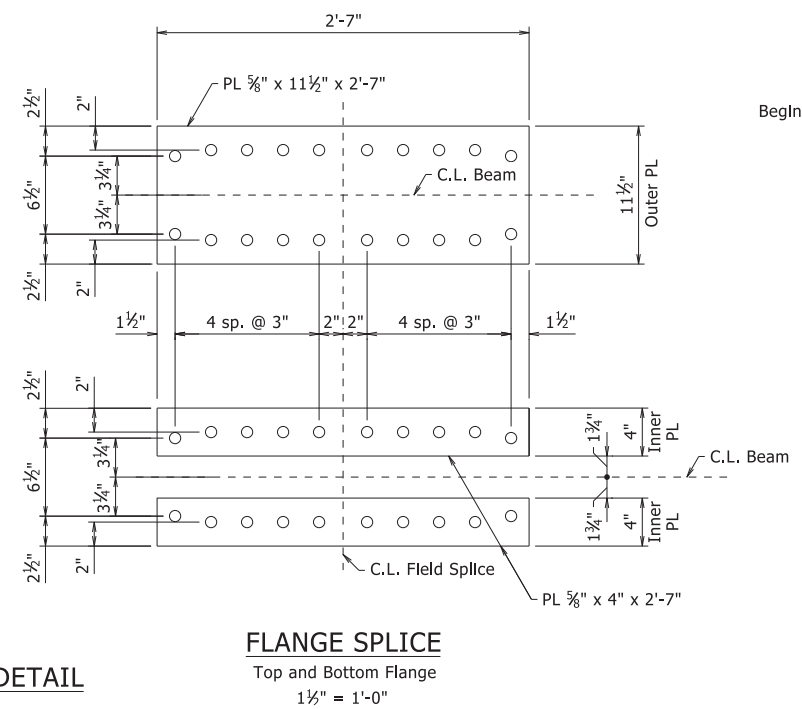 2'-7"
PL ⅝" x 11½" x 2'-7"
Begin
2½"
2"
3¼"
6½"
3¼"
2½"
2"
C.L. Beam
11½"
Outer PL
1½"
4 sp. @ 3"
2"
2"
4 sp. @ 3"
1½"
2½"
2"
3¼"
6½"
3¼"
2½"
2"
1¾"
4"
Inner
PL
C.L. Beam
1¾"
4"
Inner
PL
C.L. Field Splice
PL ⅝" x 4" x 2'-7"
FLANGE SPLICE
DETAIL
Top and Bottom Flange
1½" = 1'-0"